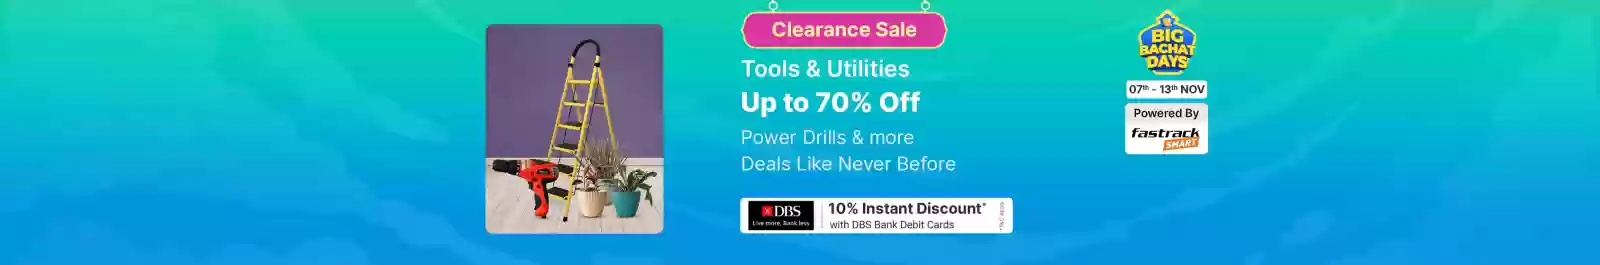 Clearance Sale
Tools & Utilities
Up to 70% Off
Power Drills & more
Deals Like Never Before
DBS
Live more, Bank less
10% Instant Discount*
with DBS Bank Debit Cards
*T&C Apply
BIG
BACHAT
DAYS
07th - 13th NOV
Powered By
fastrack
SMART